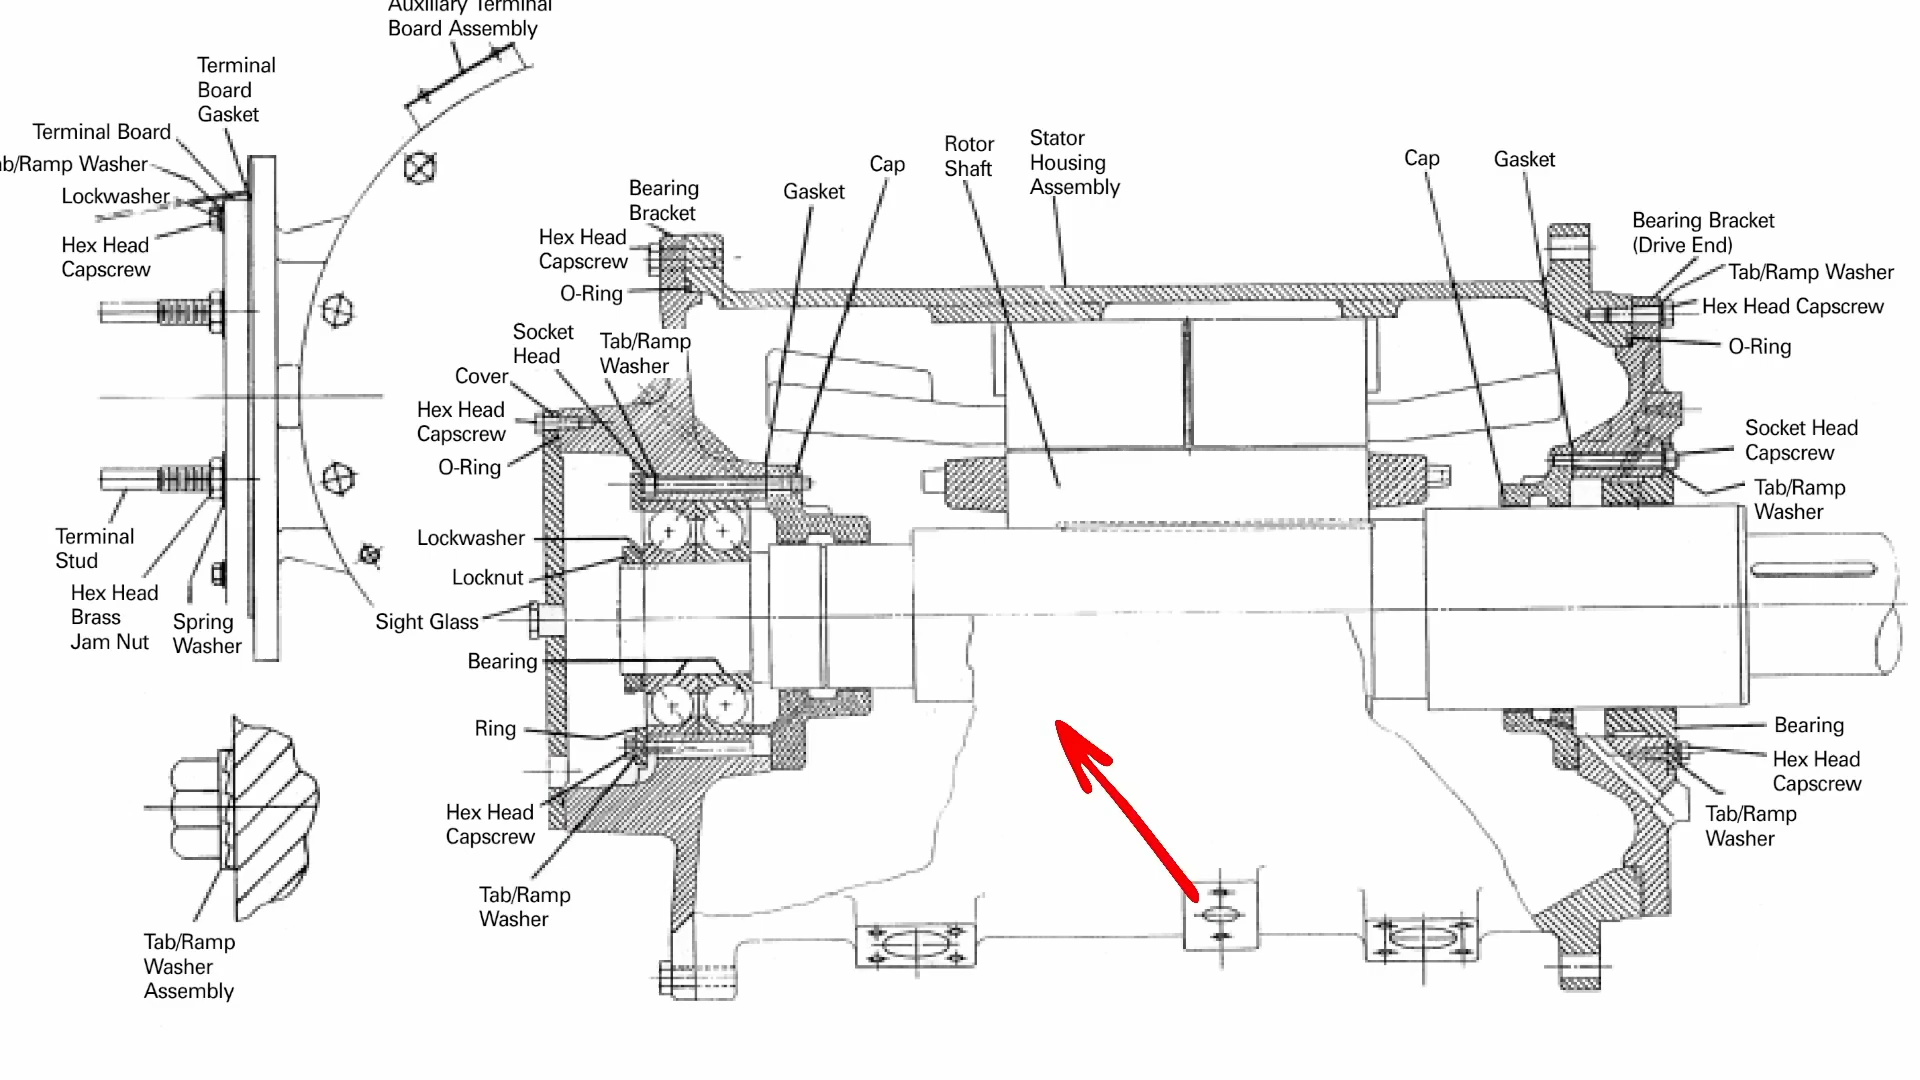 Auxiliary Terminal
Board Assembly
Terminal
Board
Gasket
Terminal Board
ab/Ramp Washer
Lockwasher
Hex Head
Capscrew
Terminal
Stud
Hex Head
Brass
Jam Nut
Spring
Washer
Tab/Ramp
Washer
Assembly
Bearing
Bracket
Hex Head
Capscrew
O-Ring
Socket
Head
Tab/Ramp
Washer
Cover
Hex Head
Capscrew
O-Ring
Lockwasher
Locknut
Sight Glass
Bearing
Ring
Hex Head
Capscrew
Tab/Ramp
Washer
Gasket
Cap
Rotor
Shaft
Stator
Housing
Assembly
Cap
Gasket
Bearing Bracket
(Drive End)
Tab/Ramp Washer
Hex Head Capscrew
O-Ring
Socket Head
Capscrew
Tab/Ramp
Washer
Bearing
Hex Head
Capscrew
Tab/Ramp
Washer